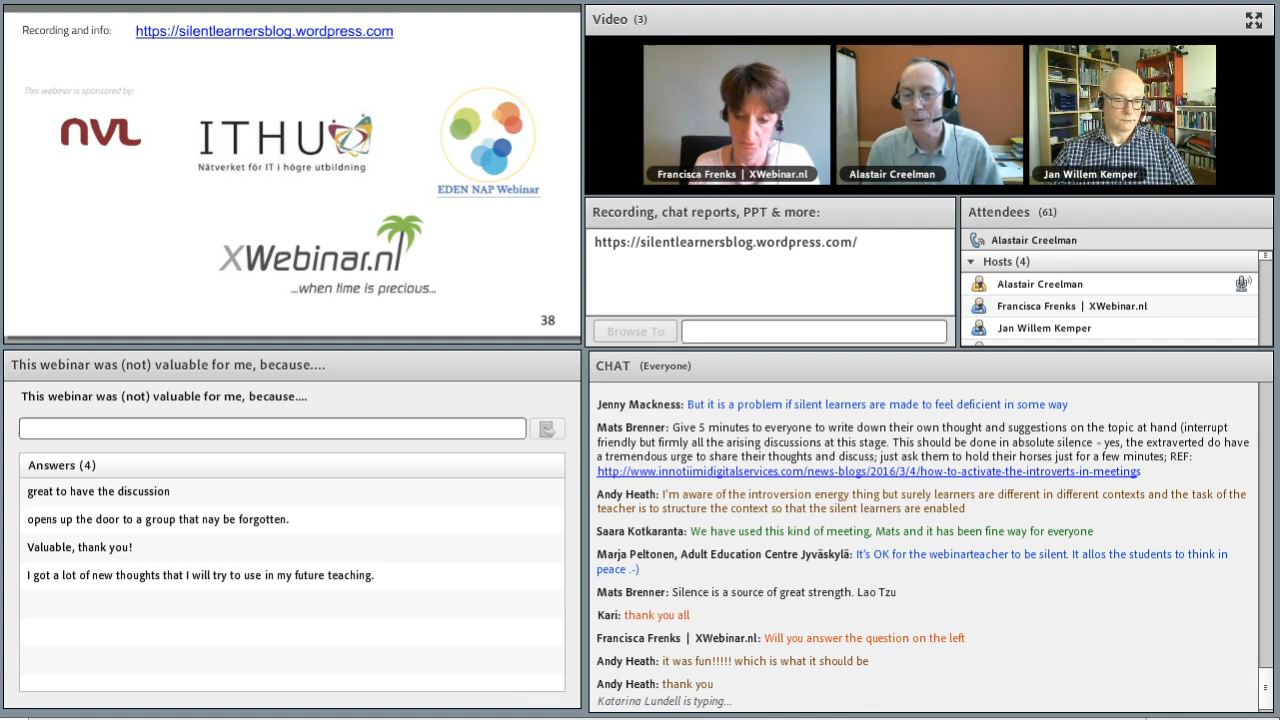 Recording and info: https://silentlearnersblog.wordpress.com
This webinar is sponsored by:
nvl
ITHU
Nätverket för IT i högre utbildning
EDEN NAP Webinar
XWebinar.nl
...when time is precious...
38
Video (3)
Francisca Frenks | XWebinar.nl
Alastair Creelman
Jan Willem Kemper
Recording, chat reports, PPT & more:
https://silentlearnersblog.wordpress.com/
Browse To
Attendees (61)
Alastair Creelman
Hosts (4)
Alastair Creelman
Francisca Frenks | XWebinar.nl
Jan Willem Kemper
This webinar was (not) valuable for me, because....
This webinar was (not) valuable for me, because....
Answers (4)
great to have the discussion
opens up the door to a group that nay be forgotten.
Valuable, thank you!
I got a lot of new thoughts that I will try to use in my future teaching.
CHAT (Everyone)
Jenny Mackness: But it is a problem if silent learners are made to feel deficient in some way
Mats Brenner: Give 5 minutes to everyone to write down their own thought and suggestions on the topic at hand (interrupt
friendly but firmly all the arising discussions at this stage. This should be done in absolute silence – yes, the extraverted do have
a tremendous urge to share their thoughts and discuss; just ask them to hold their horses just for a few minutes; REF:
http://www.innotiimidigitalservices.com/news-blogs/2016/3/4/how-to-activate-the-introverts-in-meetings
Andy Heath: I'm aware of the introversion energy thing but surely learners are different in different contexts and the task of the
teacher is to structure the context so that the silent learners are enabled
Saara Kotkaranta: We have used this kind of meeting, Mats and it has been fine way for everyone
Marja Peltonen, Adult Education Centre Jyväskylä: It's OK for the webinarteacher to be silent. It allos the students to think in
peace .-)
Mats Brenner: Silence is a source of great strength. Lao Tzu
Kari: thank you all
Francisca Frenks | XWebinar.nl: Will you answer the question on the left
Andy Heath: it was fun!!!!! which is what it should be
Andy Heath: thank you
Katarina Lundell is typing...